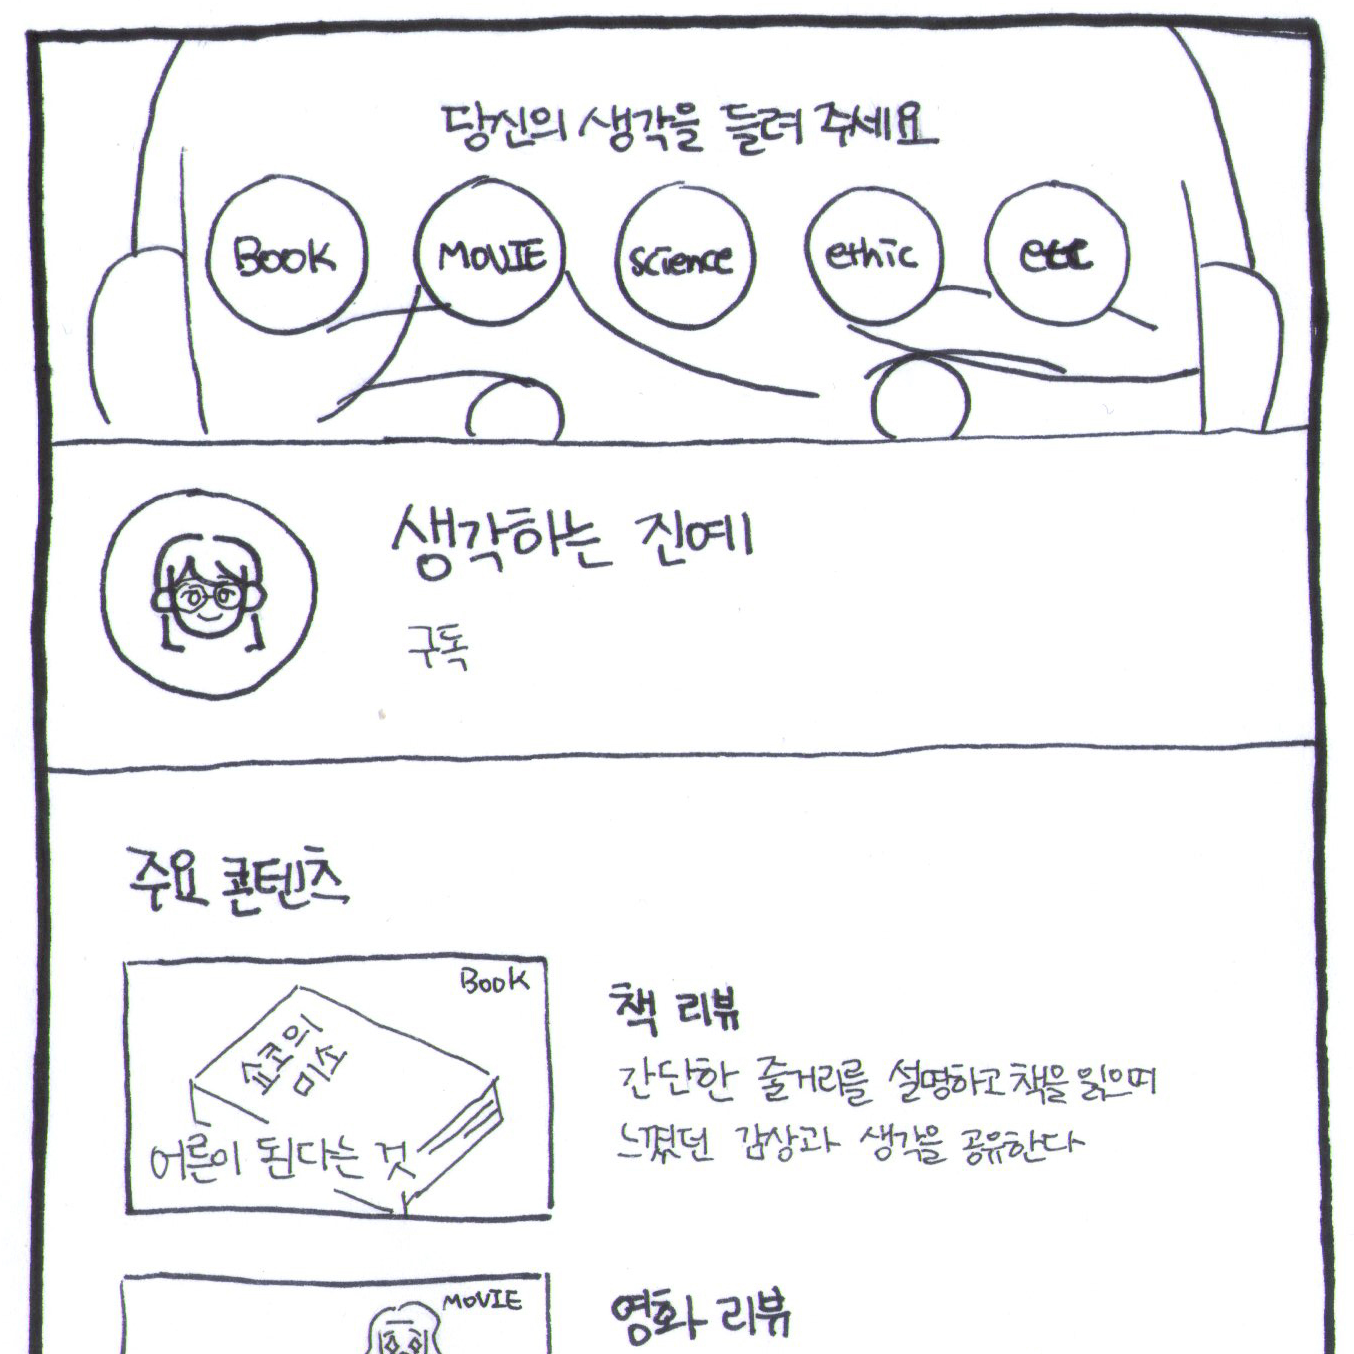 당신의 생각을 들려 주세요
BOOK MOVIE science ethic etc
생각하는 진예
구독
주요 콘텐츠
BOOK
쇼코의
미소
어른이 된다는 것
책 리뷰
간단한 줄거리를 설명하고 책을 읽으며
느꼈던 감상과 생각을 공유한다
MOVIE
영화 리뷰